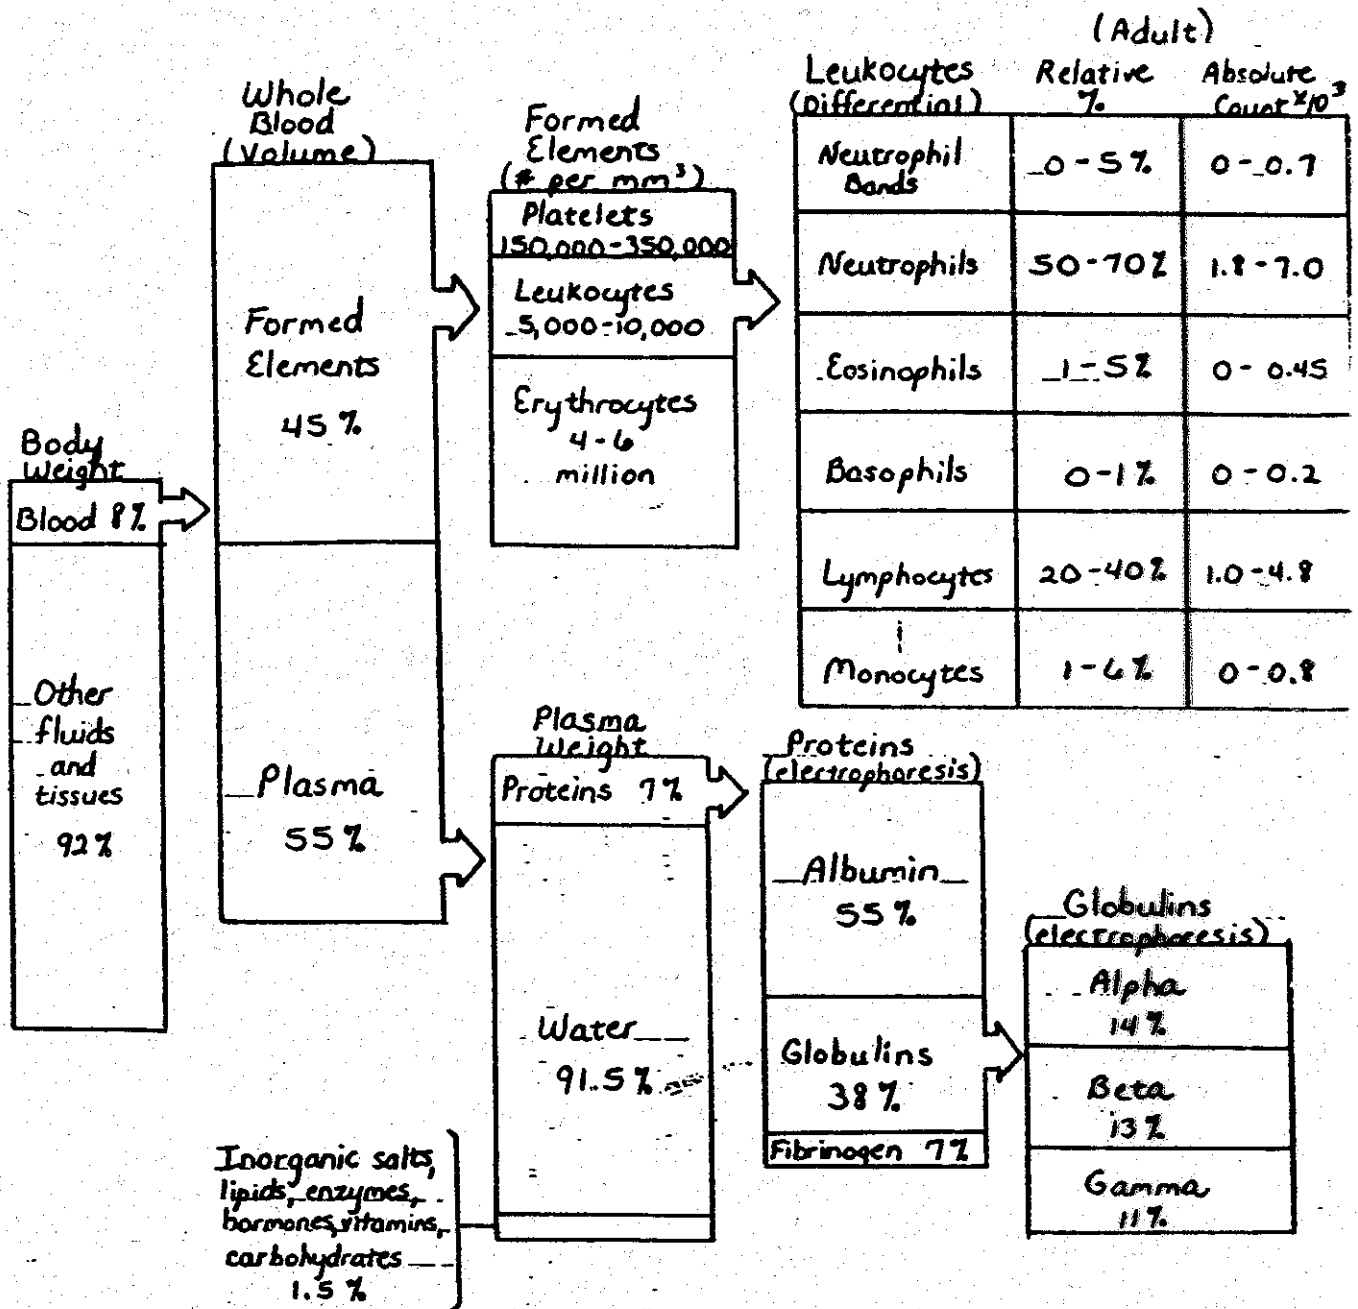 Body
Weight
Blood 8%
Other
fluids
and
tissues
92%
Whole
Blood
(Volume)
Formed
Elements
45%
Plasma
55%
Formed
Elements
(# per mm³)
Platelets
150,000-350,000
Leukocytes
5,000-10,000
Erythrocytes
4-6
million
(Adult)
Leukocytes (Differential) Relative % Absolute Count x10³
Neutrophil Bands 0-5% 0-0.7
Neutrophils 50-70% 1.8-7.0
Eosinophils 1-5% 0-0.45
Basophils 0-1% 0-0.2
Lymphocytes 20-40% 1.0-4.8
Monocytes 1-6% 0-0.8
Plasma
Weight
Proteins 7%
Water
91.5%
Inorganic salts,
lipids, enzymes,
hormones, vitamins,
carbohydrates
1.5%
Proteins
(electrophoresis)
Albumin
55%
Globulins
38%
Fibrinogen 7%
Globulins
(electrophoresis)
Alpha
14%
Beta
13%
Gamma
11%